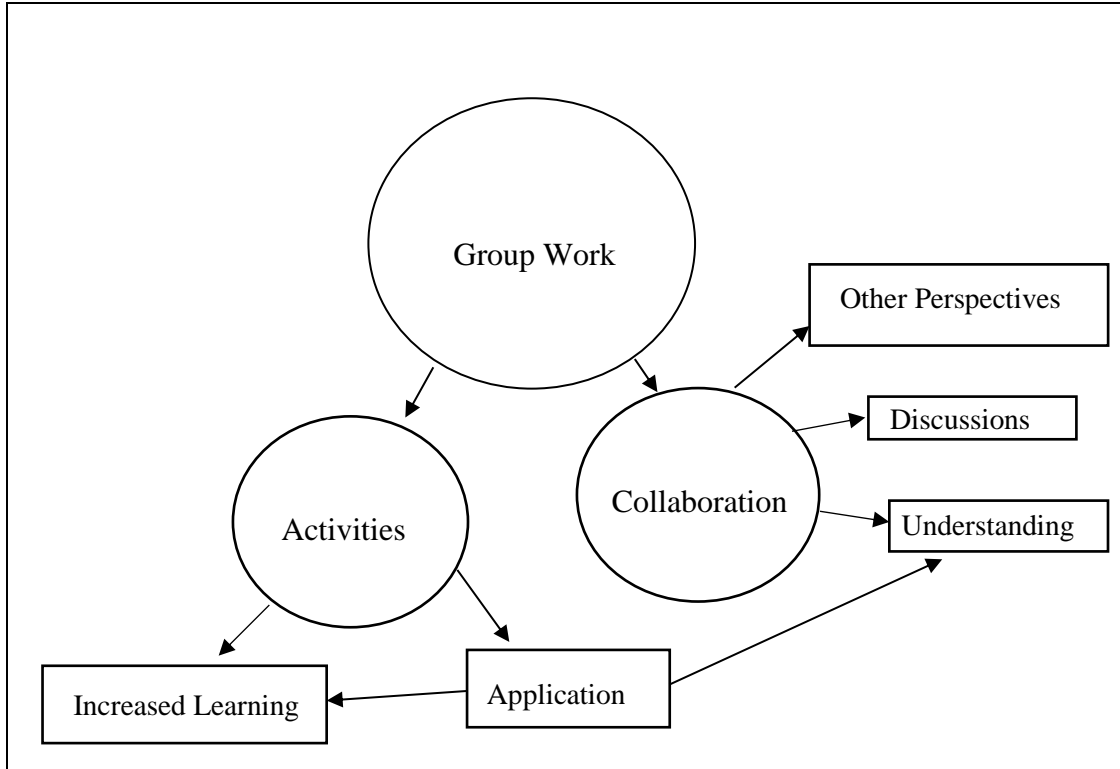 Group Work
Other Perspectives
Discussions
Collaboration
Understanding
Activities
Application
Increased Learning